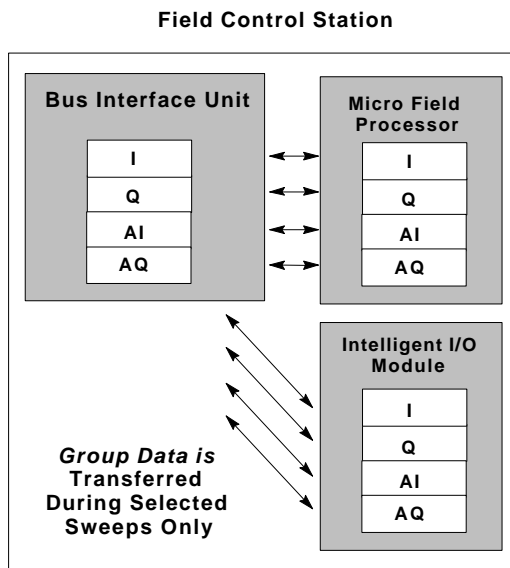 Field Control Station
Bus Interface Unit
I
Q
AI
AQ
Micro Field
Processor
I
Q
AI
AQ
Intelligent I/O
Module
I
Q
AI
AQ
Group Data is
Transferred
During Selected
Sweeps Only